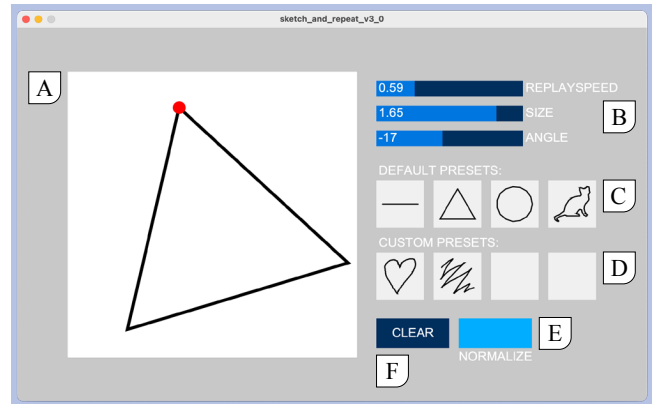 sketch_and_repeat_v3_0
A
0.59 REPLAYSPEED
1.65 SIZE
B
-17 ANGLE
DEFAULT PRESETS:
C
CUSTOM PRESETS:
D
CLEAR
E
NORMALIZE
F